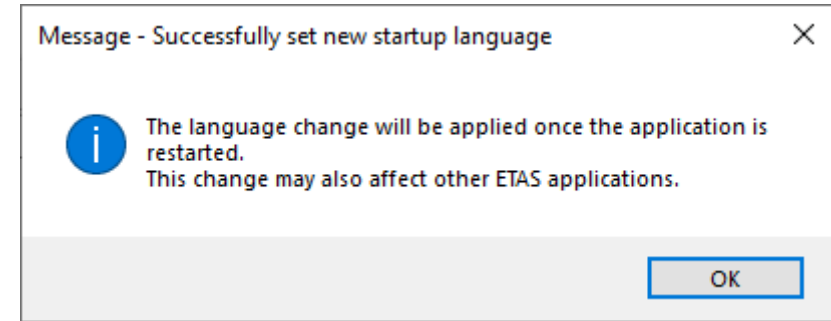 Message - Successfully set new startup language
The language change will be applied once the application is
restarted.
This change may also affect other ETAS applications.
OK